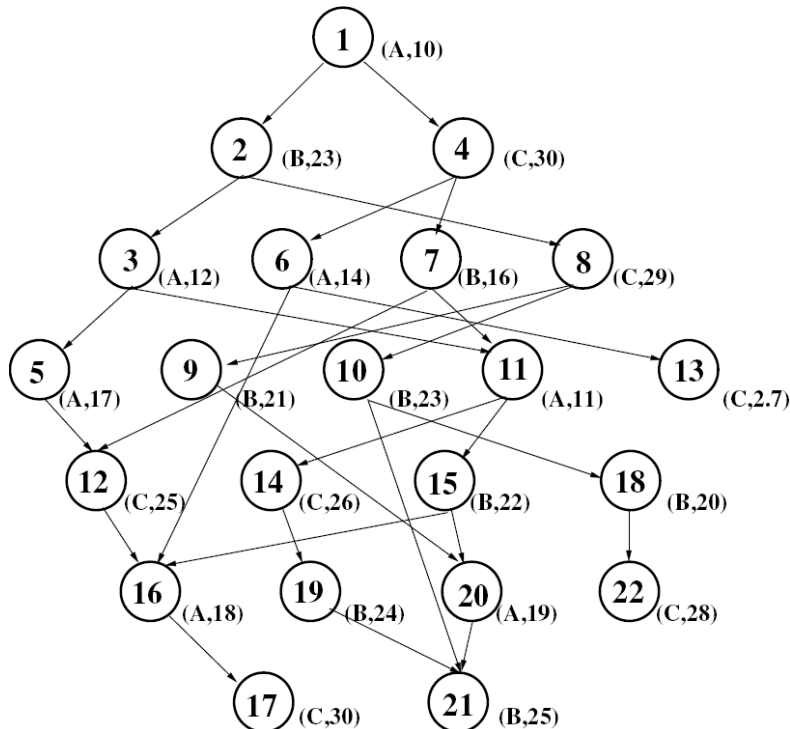 1 (A,10)
2 (B,23) 4 (C,30)
3 (A,12) 6 (A,14) 7 (B,16) 8 (C,29)
5 (A,17) 9 (B,21) 10 (B,23) 11 (A,11) 13 (C,2.7)
12 (C,25) 14 (C,26) 15 (B,22) 18 (B,20)
16 (A,18) 19 (B,24) 20 (A,19) 22 (C,28)
17 (C,30) 21 (B,25)